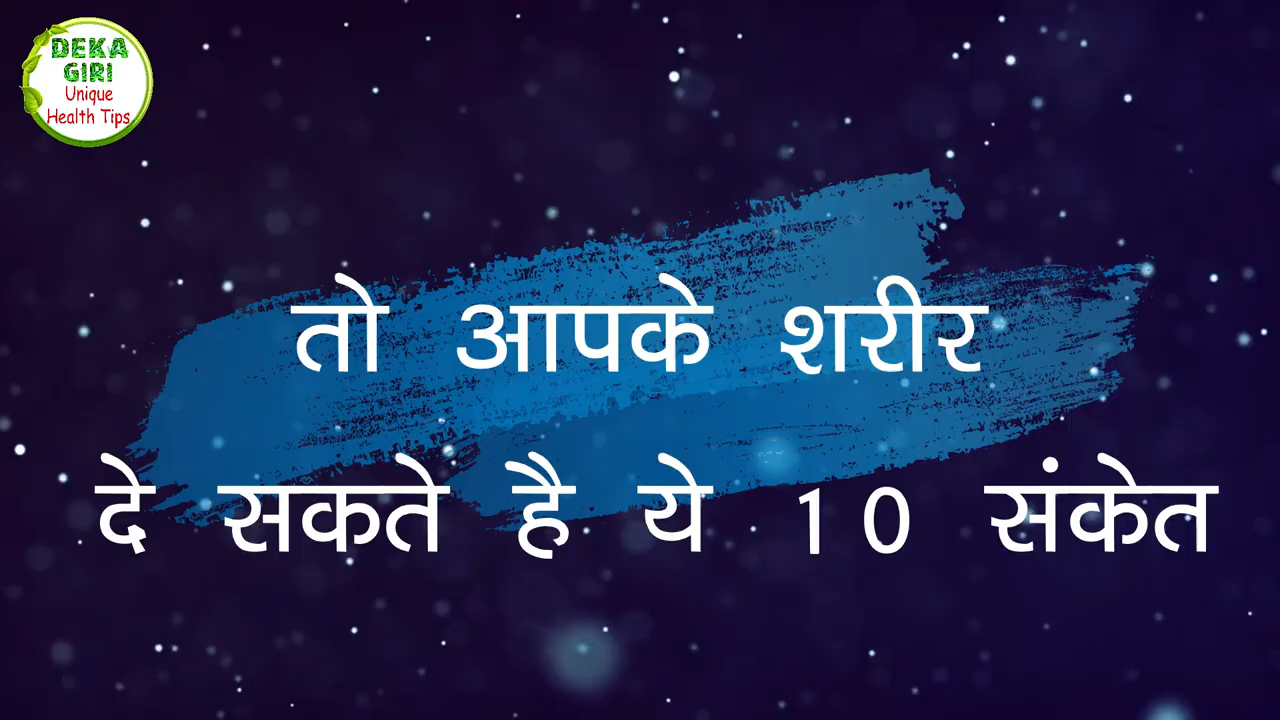 DEKA
GIRI
Unique
Health Tips
तो आपके शरीर
दे सकते है ये 10 संकेत